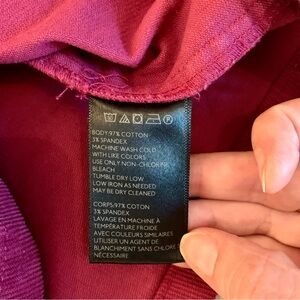 BODY:97% COTTON
3% SPANDEX
MACHINE WASH COLD
WITH LIKE COLORS
USE ONLY NON-CHLORINE
BLEACH
TUMBLE DRY LOW
LOW IRON AS NEEDED
MAY BE DRY CLEANED
CORPS:97% COTON
3% SPANDEX
LAVAGE EN MACHINE À
TEMPÉRATURE FROIDE
AVEC COULEURS SIMILAIRES
UTILISER UN AGENT DE
BLANCHIMENT SANS CHLORE
NÉCESSAIRE